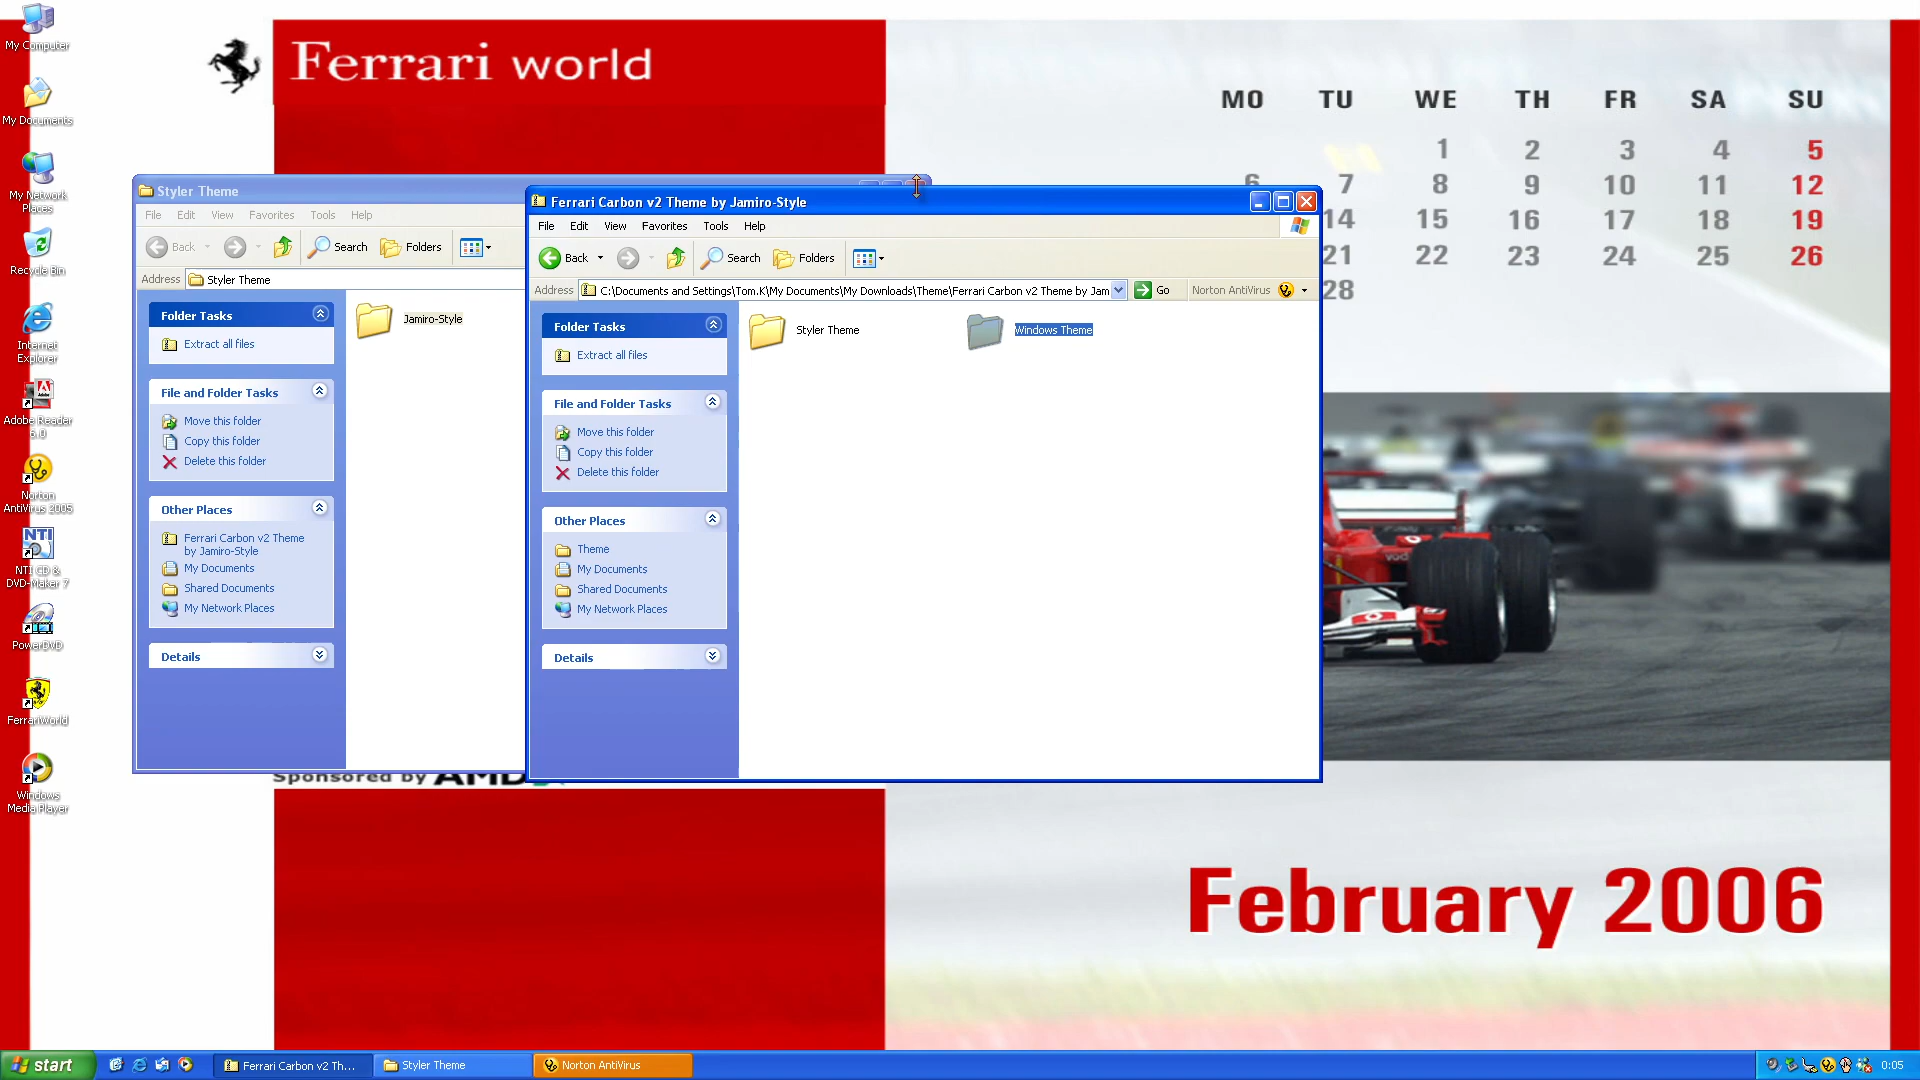 My Computer
My Documents
My Network
Places
Recycle Bin
Internet
Explorer
Adobe Reader
6.0
Norton
AntiVirus 2005
NTI CD &
DVD-Maker 7
PowerDVD
FerrariWorld
Windows
Media Player
Ferrari world
MO TU WE TH FR SA SU
1 2 3 4 5
6 7 8 9 10 11 12
14 15 16 17 18 19
21 22 23 24 25 26
28
Styler Theme
File Edit View Favorites Tools Help
Back Search Folders
Address Styler Theme
Folder Tasks
Extract all files
File and Folder Tasks
Move this folder
Copy this folder
Delete this folder
Other Places
Ferrari Carbon v2 Theme
by Jamiro-Style
My Documents
Shared Documents
My Network Places
Details
Jamiro-Style
Ferrari Carbon v2 Theme by Jamiro-Style
File Edit View Favorites Tools Help
Back Search Folders
Address C:\Documents and Settings\Tom.K\My Documents\My Downloads\Theme\Ferrari Carbon v2 Theme by Jam Go Norton AntiVirus
Folder Tasks
Extract all files
File and Folder Tasks
Move this folder
Copy this folder
Delete this folder
Other Places
Theme
My Documents
Shared Documents
My Network Places
Details
Styler Theme
Windows Theme
Sponsored by AMD
February 2006
start
Ferrari Carbon v2 Th...
Styler Theme
Norton AntiVirus
0:05